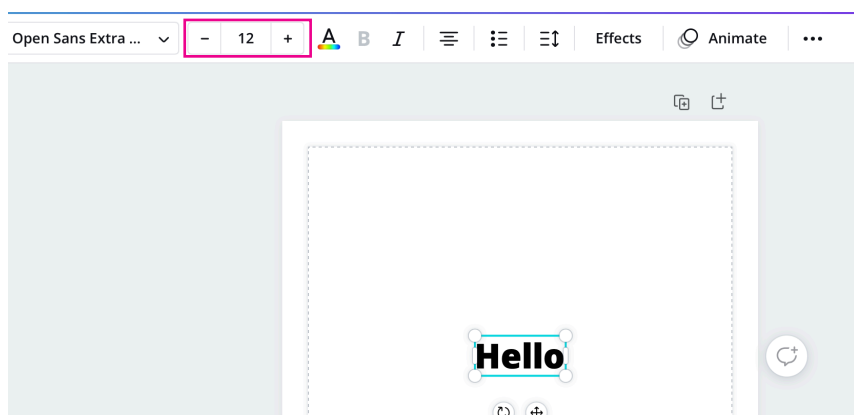 Open Sans Extra ... – 12 + A B I Effects Animate •••
Hello